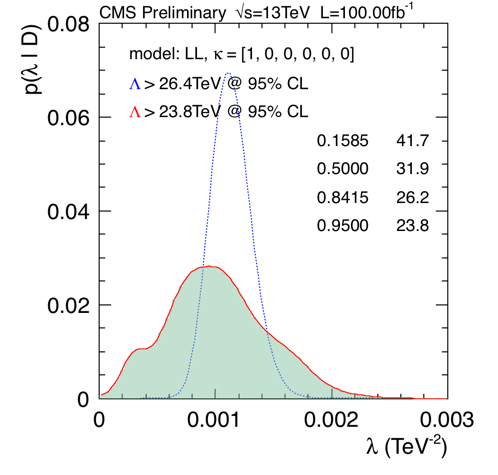 CMS Preliminary √s=13TeV L=100.00fb⁻¹
model: LL, κ = [1, 0, 0, 0, 0, 0]
Λ > 26.4TeV @ 95% CL
Λ > 23.8TeV @ 95% CL
0.1585 41.7
0.5000 31.9
0.8415 26.2
0.9500 23.8
p(λ | D)
0.08
0.06
0.04
0.02
0
0 0.001 0.002 0.003
λ (TeV⁻²)